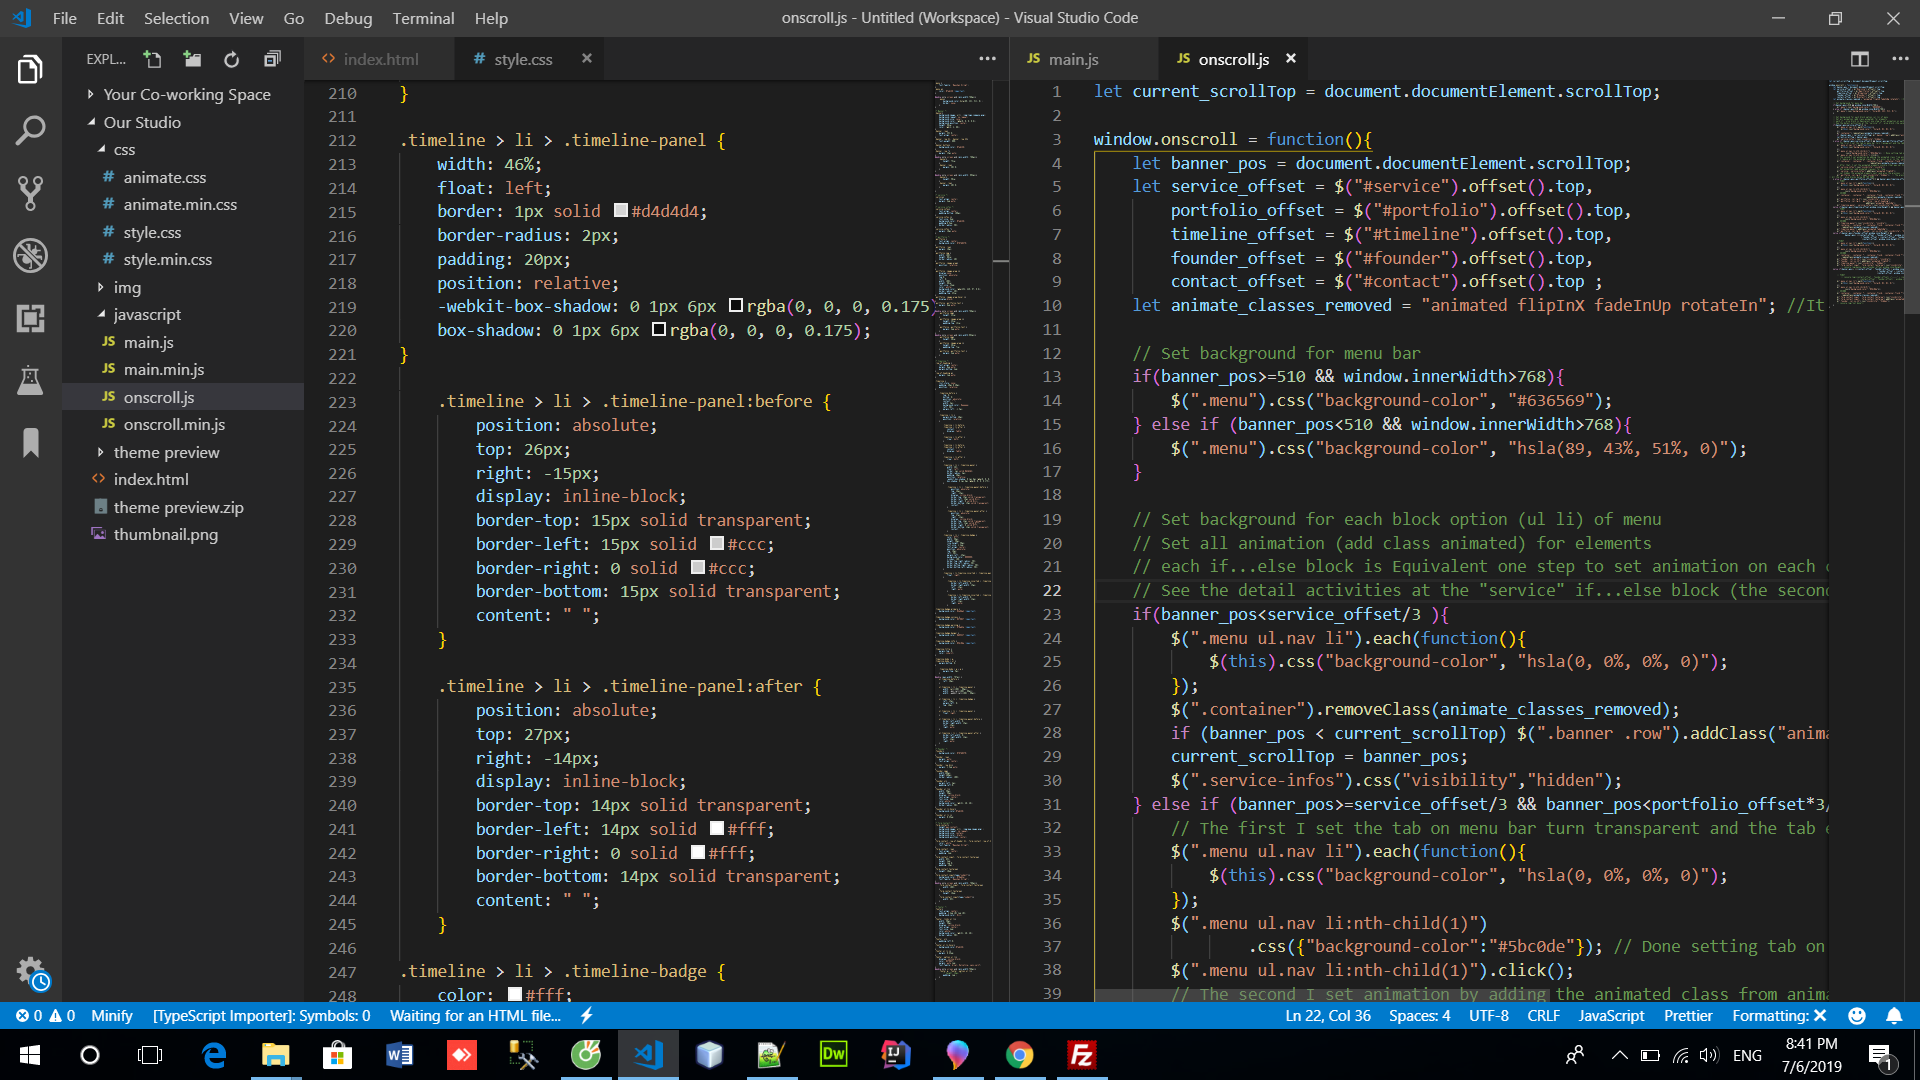 File Edit Selection View Go Debug Terminal Help
onscroll.js - Untitled (Workspace) - Visual Studio Code
EXPL...
Your Co-working Space
Our Studio
css
# animate.css
# animate.min.css
# style.css
# style.min.css
img
javascript
JS main.js
JS main.min.js
JS onscroll.js
JS onscroll.min.js
theme preview
<> index.html
theme preview.zip
thumbnail.png
<> index.html # style.css ×
210 }
211
212 .timeline > li > .timeline-panel {
213 width: 46%;
214 float: left;
215 border: 1px solid #d4d4d4;
216 border-radius: 2px;
217 padding: 20px;
218 position: relative;
219 -webkit-box-shadow: 0 1px 6px rgba(0, 0, 0, 0.175)
220 box-shadow: 0 1px 6px rgba(0, 0, 0, 0.175);
221 }
222
223 .timeline > li > .timeline-panel:before {
224 position: absolute;
225 top: 26px;
226 right: -15px;
227 display: inline-block;
228 border-top: 15px solid transparent;
229 border-left: 15px solid #ccc;
230 border-right: 0 solid #ccc;
231 border-bottom: 15px solid transparent;
232 content: " ";
233 }
234
235 .timeline > li > .timeline-panel:after {
236 position: absolute;
237 top: 27px;
238 right: -14px;
239 display: inline-block;
240 border-top: 14px solid transparent;
241 border-left: 14px solid #fff;
242 border-right: 0 solid #fff;
243 border-bottom: 14px solid transparent;
244 content: " ";
245 }
246
247 .timeline > li > .timeline-badge {
248 color: #fff;
JS main.js JS onscroll.js ×
1 let current_scrollTop = document.documentElement.scrollTop;
2
3 window.onscroll = function(){
4 let banner_pos = document.documentElement.scrollTop;
5 let service_offset = $("#service").offset().top,
6 portfolio_offset = $("#portfolio").offset().top,
7 timeline_offset = $("#timeline").offset().top,
8 founder_offset = $("#founder").offset().top,
9 contact_offset = $("#contact").offset().top ;
10 let animate_classes_removed = "animated flipInX fadeInUp rotateIn"; //It
11
12 // Set background for menu bar
13 if(banner_pos>=510 && window.innerWidth>768){
14 $(".menu").css("background-color", "#636569");
15 } else if (banner_pos<510 && window.innerWidth>768){
16 $(".menu").css("background-color", "hsla(89, 43%, 51%, 0)");
17 }
18
19 // Set background for each block option (ul li) of menu
20 // Set all animation (add class animated) for elements
21 // each if...else block is Equivalent one step to set animation on each
22 // See the detail activities at the "service" if...else block (the secon
23 if(banner_pos<service_offset/3 ){
24 $(".menu ul.nav li").each(function(){
25 $(this).css("background-color", "hsla(0, 0%, 0%, 0)");
26 });
27 $(".container").removeClass(animate_classes_removed);
28 if (banner_pos < current_scrollTop) $(".banner .row").addClass("anima
29 current_scrollTop = banner_pos;
30 $(".service-infos").css("visibility","hidden");
31 } else if (banner_pos>=service_offset/3 && banner_pos<portfolio_offset*3/
32 // The first I set the tab on menu bar turn transparent and the tab
33 $(".menu ul.nav li").each(function(){
34 $(this).css("background-color", "hsla(0, 0%, 0%, 0)");
35 });
36 $(".menu ul.nav li:nth-child(1)")
37 .css({"background-color":"#5bc0de"}); // Done setting tab on
38 $(".menu ul.nav li:nth-child(1)").click();
39 // The second I set animation by adding the animated class from anima
0 0 Minify [TypeScript Importer]: Symbols: 0 Waiting for an HTML file...
Ln 22, Col 36 Spaces: 4 UTF-8 CRLF JavaScript Prettier Formatting: ×
Dw IJ Fz
ENG
8:41 PM
7/6/2019
1